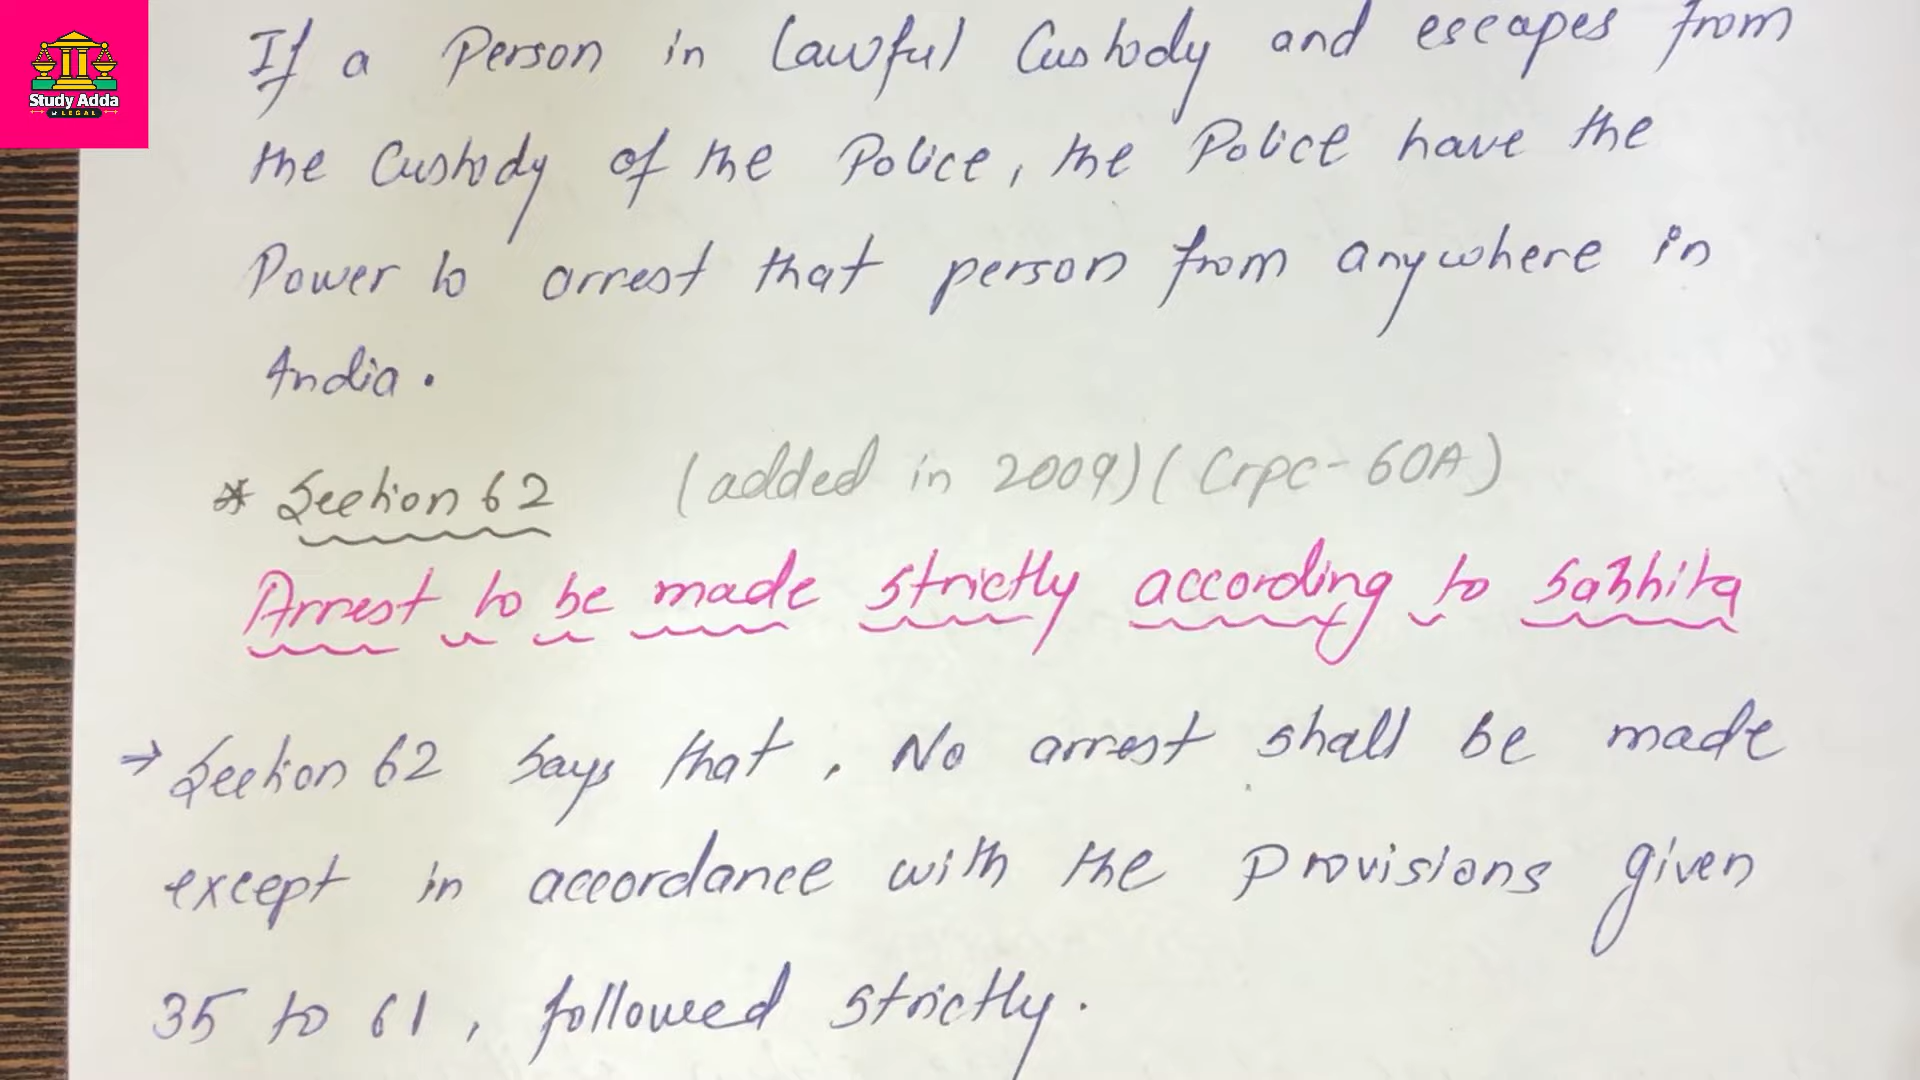 Study Adda
LEGAL
If a Person in Lawful Custody and escapes from
the Custody of the Police, the Police have the
Power to arrest that person from anywhere in
India.
* Section 62 (added in 2009) (Crpc-60A)
Arrest to be made strictly according to Sahhita
→ Section 62 Says that, No arrest shall be made
except in accordance with the Provisions given
35 to 61, followed strictly.